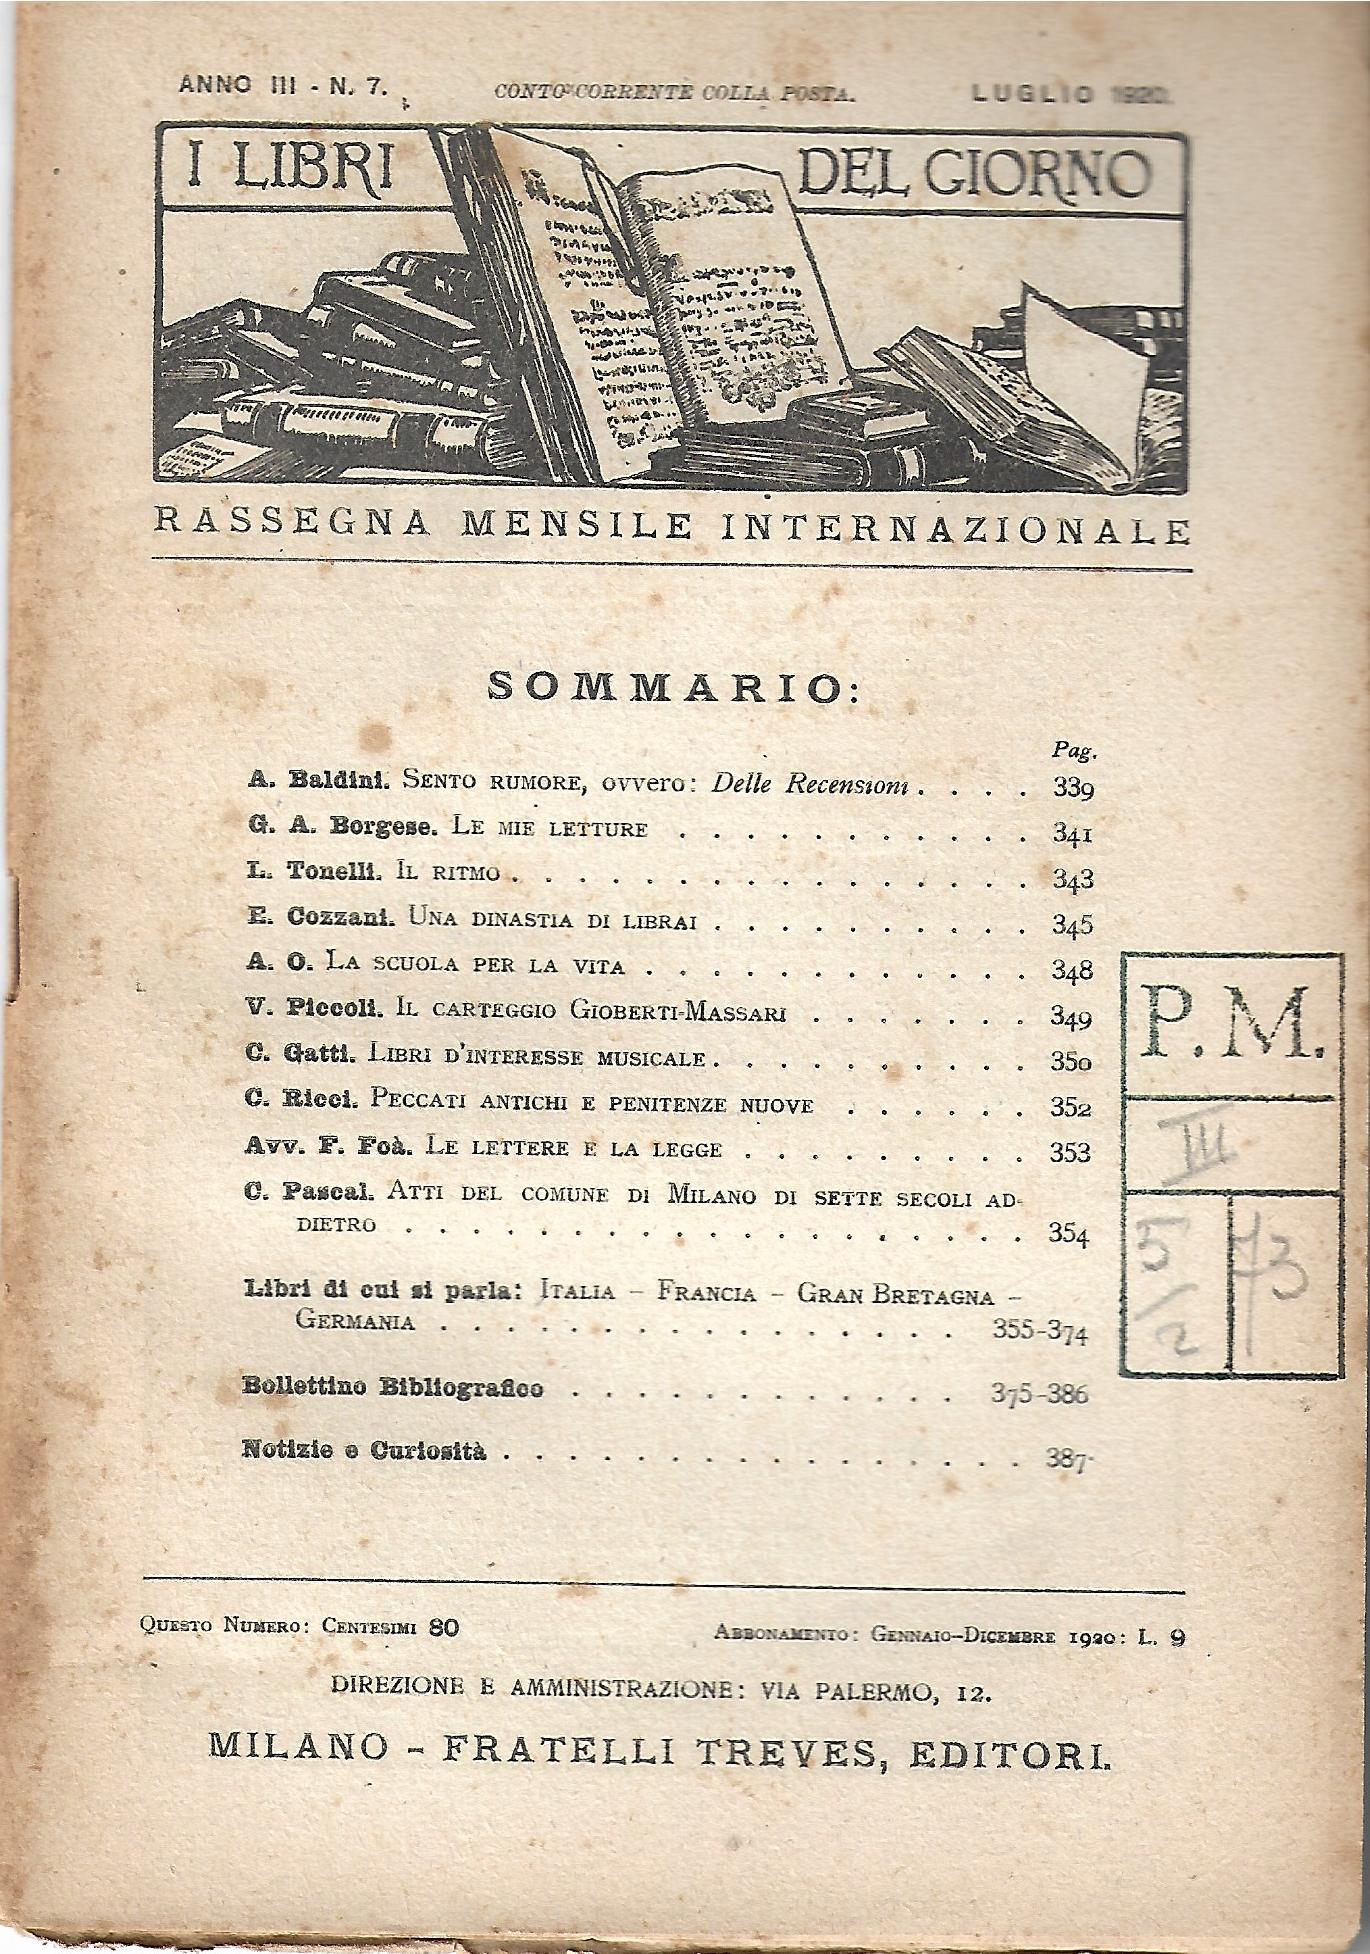 ANNO III - N. 7.
CONTO CORRENTE COLLA POSTA.
LUGLIO 1920.
I LIBRI DEL GIORNO
RASSEGNA MENSILE INTERNAZIONALE
SOMMARIO:
Pag.
A. Baldini. SENTO RUMORE, ovvero: Delle Recensioni . . . . 339
G. A. Borgese. LE MIE LETTURE . . . . . . . . . . . 341
L. Tonelli. IL RITMO . . . . . . . . . . . . . . . . 343
E. Cozzani. UNA DINASTIA DI LIBRAI . . . . . . . . . . 345
A. O. LA SCUOLA PER LA VITA . . . . . . . . . . . . 348
V. Piccoli. IL CARTEGGIO GIOBERTI-MASSARI . . . . . . . 349
C. Gatti. LIBRI D'INTERESSE MUSICALE . . . . . . . . . . 350
C. Ricci. PECCATI ANTICHI E PENITENZE NUOVE . . . . . . 352
Avv. F. Foà. LE LETTERE E LA LEGGE . . . . . . . . . 353
C. Pascal. ATTI DEL COMUNE DI MILANO DI SETTE SECOLI AD-
DIETRO . . . . . . . . . . . . . . . . . . . 354
Libri di cui si parla: ITALIA – FRANCIA – GRAN BRETAGNA –
GERMANIA . . . . . . . . . . . . . . . . 355-374
Bollettino Bibliografico . . . . . . . . . . . . 375-386
Notizie e Curiosità . . . . . . . . . . . . . . . . 387
P. M.
III
5/2 73
QUESTO NUMERO: CENTESIMI 80
ABBONAMENTO: GENNAIO-DICEMBRE 1920: L. 9
DIREZIONE E AMMINISTRAZIONE: VIA PALERMO, 12.
MILANO - FRATELLI TREVES, EDITORI.